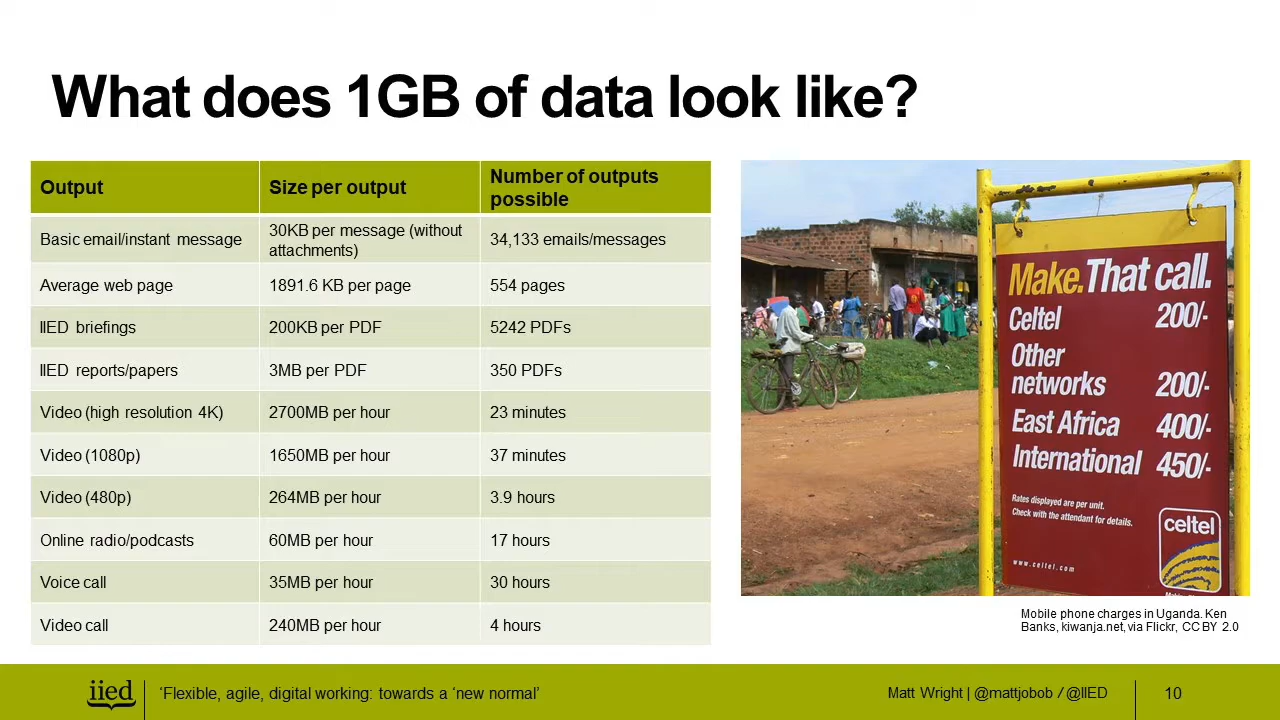 What does 1GB of data look like?
Output
Size per output
Number of outputs
possible
Basic email/instant message
30KB per message (without
attachments)
34,133 emails/messages
Average web page
1891.6 KB per page
554 pages
IIED briefings
200KB per PDF
5242 PDFs
IIED reports/papers
3MB per PDF
350 PDFs
Video (high resolution 4K)
2700MB per hour
23 minutes
Video (1080p)
1650MB per hour
37 minutes
Video (480p)
264MB per hour
3.9 hours
Online radio/podcasts
60MB per hour
17 hours
Voice call
35MB per hour
30 hours
Video call
240MB per hour
4 hours
Make. That call.
Celtel 200/-
Other
networks 200/-
East Africa 400/-
International 450/-
Rates displayed are per unit.
Check with the attendant for details.
www.celtel.com
celtel
Mobile phone charges in Uganda. Ken
Banks, kiwanja.net, via Flickr, CC BY 2.0
iied
‘Flexible, agile, digital working: towards a ‘new normal’
Matt Wright | @mattjobob / @IIED
10